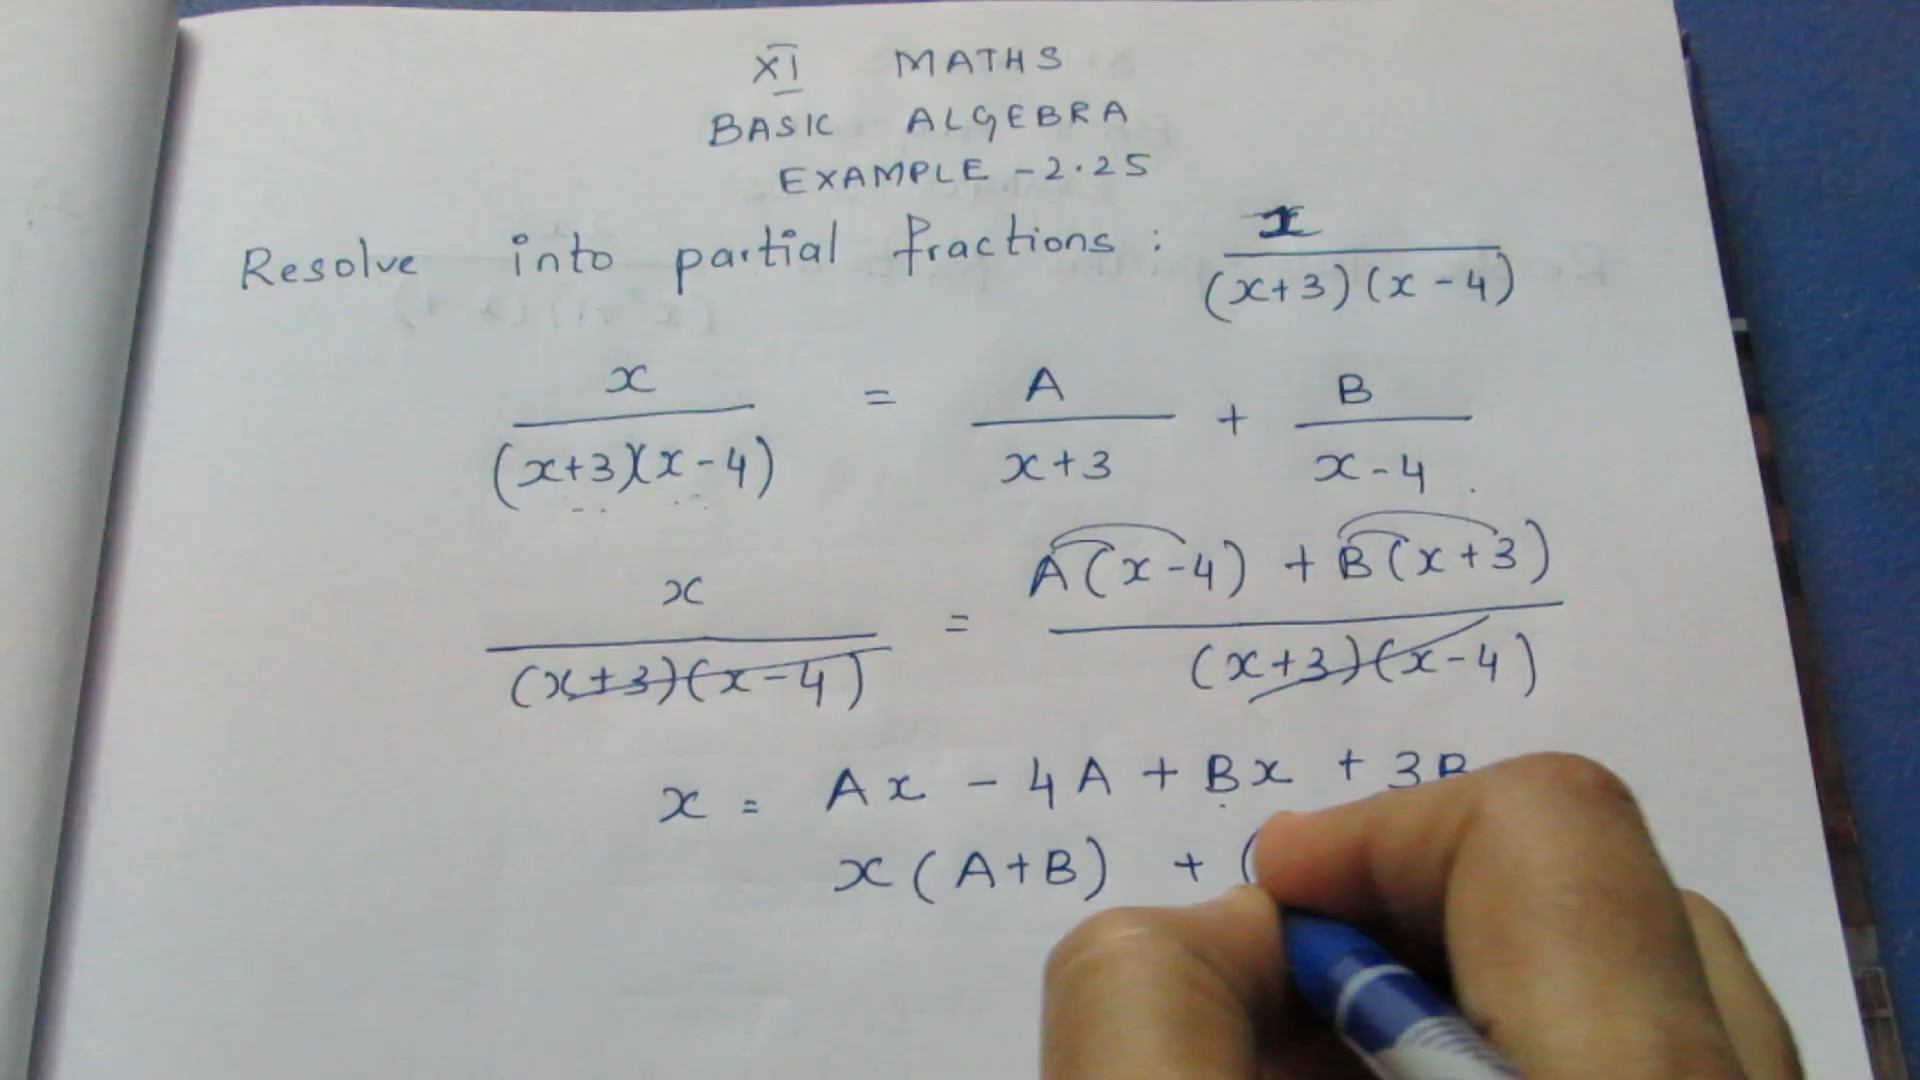 XI MATHS
BASIC ALGEBRA
EXAMPLE - 2.25
Resolve into partial fractions : x / (x+3)(x-4)
x / (x+3)(x-4) = A / x+3 + B / x-4
x / (x+3)(x-4) = A(x-4) + B(x+3) / (x+3)(x-4)
x = Ax - 4A + Bx + 3B
x(A+B) + (